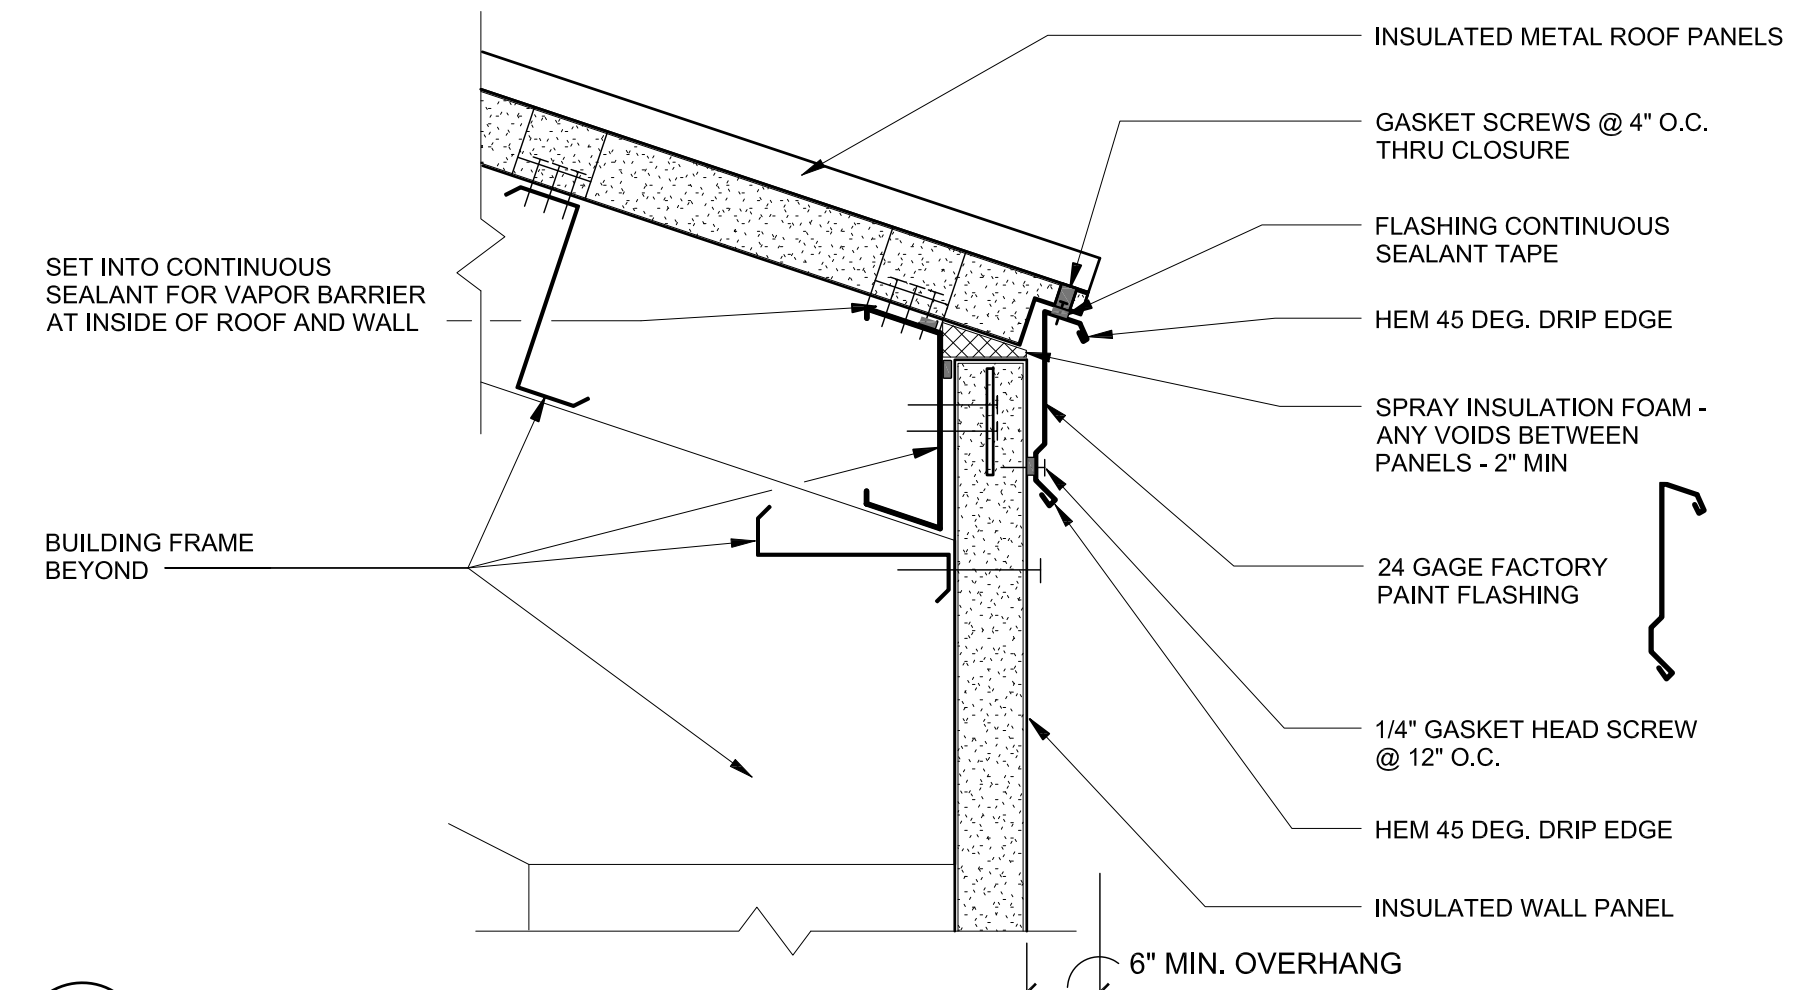 INSULATED METAL ROOF PANELS
GASKET SCREWS @ 4" O.C.
THRU CLOSURE
FLASHING CONTINUOUS
SEALANT TAPE
SET INTO CONTINUOUS
SEALANT FOR VAPOR BARRIER
AT INSIDE OF ROOF AND WALL
HEM 45 DEG. DRIP EDGE
SPRAY INSULATION FOAM -
ANY VOIDS BETWEEN
PANELS - 2" MIN
BUILDING FRAME
BEYOND
24 GAGE FACTORY
PAINT FLASHING
1/4" GASKET HEAD SCREW
@ 12" O.C.
HEM 45 DEG. DRIP EDGE
INSULATED WALL PANEL
6" MIN. OVERHANG